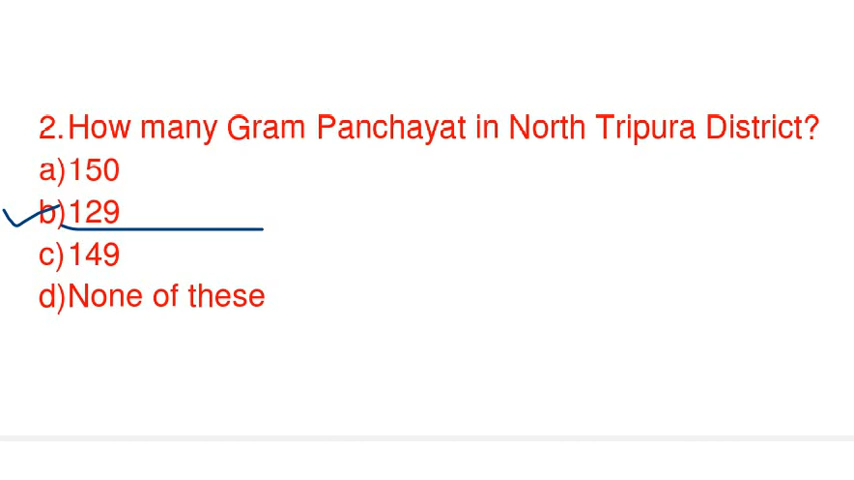 2.How many Gram Panchayat in North Tripura District?
a)150
b)129
c)149
d)None of these